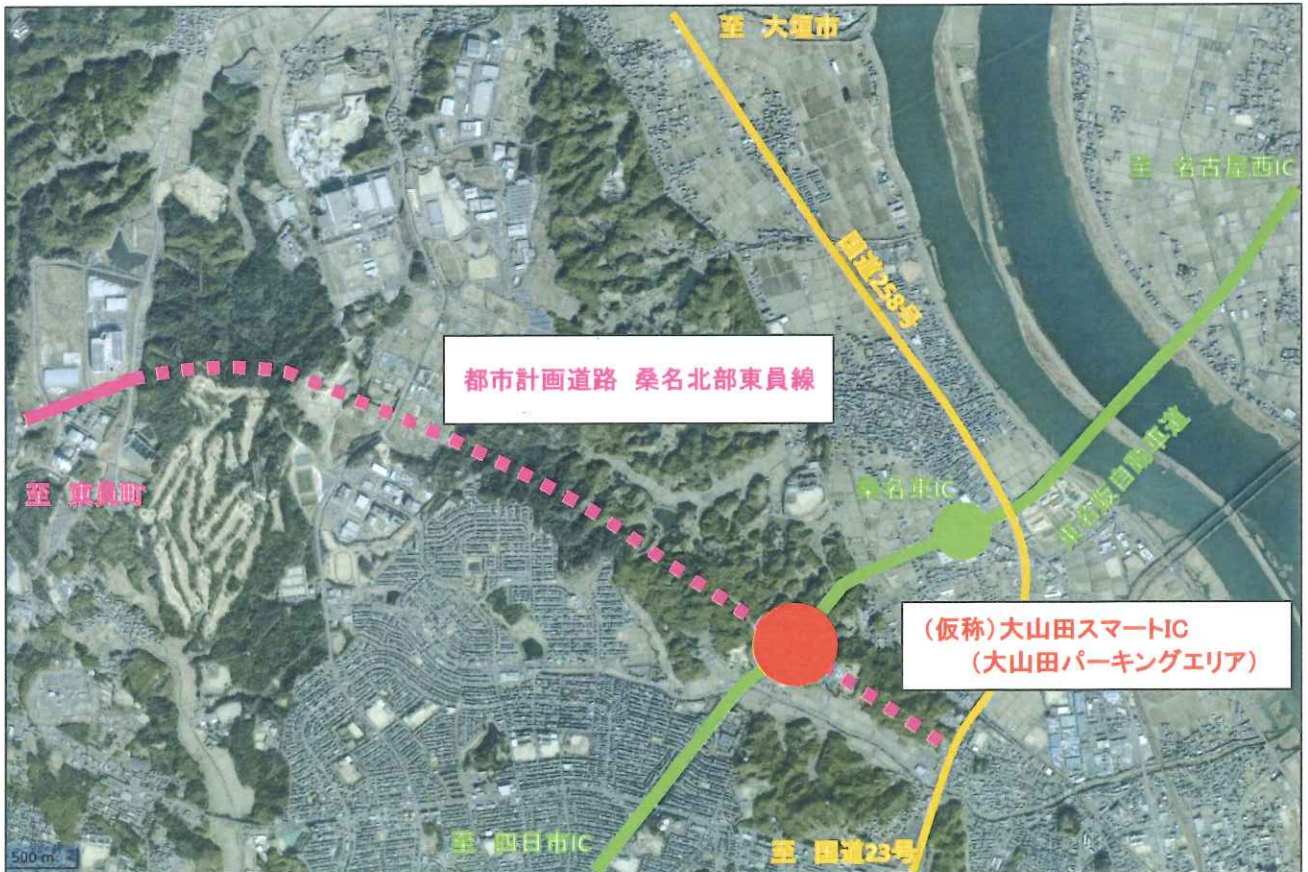 至 大垣市
至 名古屋西IC
国道258号
都市計画道路 桑名北部東員線
桑名東IC
東名阪自動車道
至 東員町
(仮称)大山田スマートIC
(大山田パーキングエリア)
至 四日市IC
至 国道23号
500 m